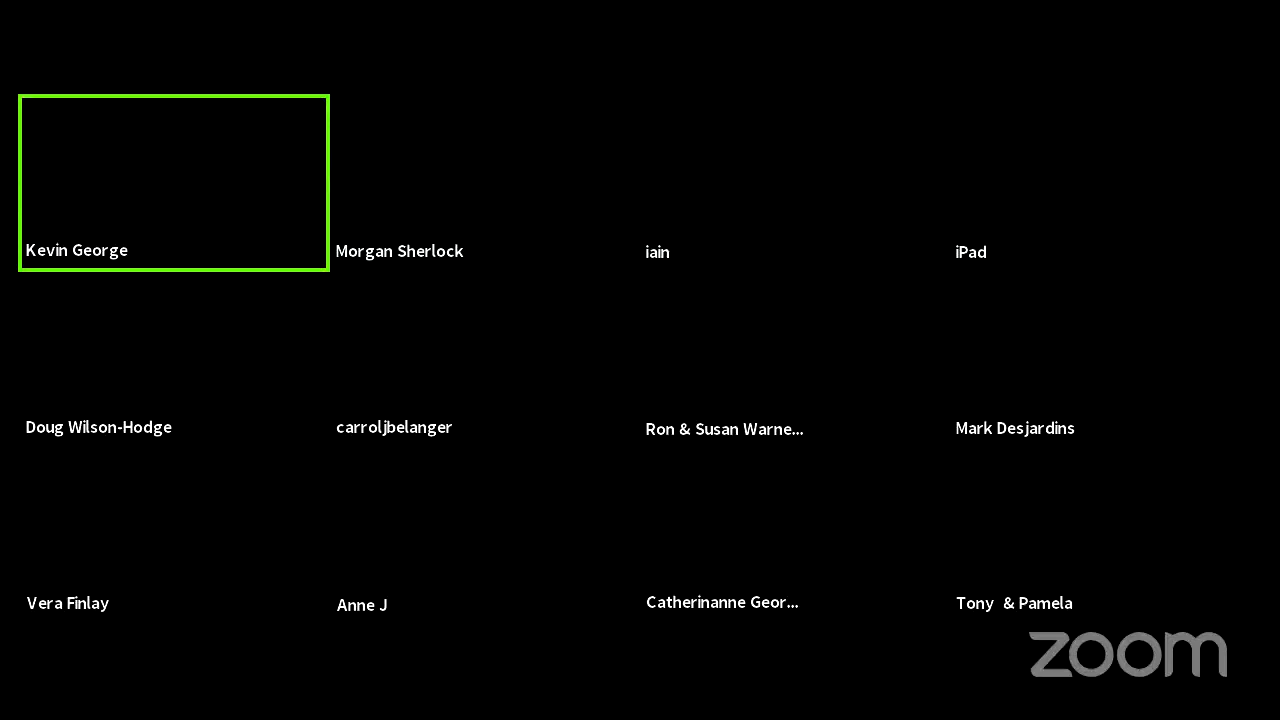 Kevin George
Morgan Sherlock
iain
iPad
Doug Wilson-Hodge
carroljbelanger
Ron & Susan Warne...
Mark Desjardins
Vera Finlay
Anne J
Catherinanne Geor...
Tony & Pamela
zoom